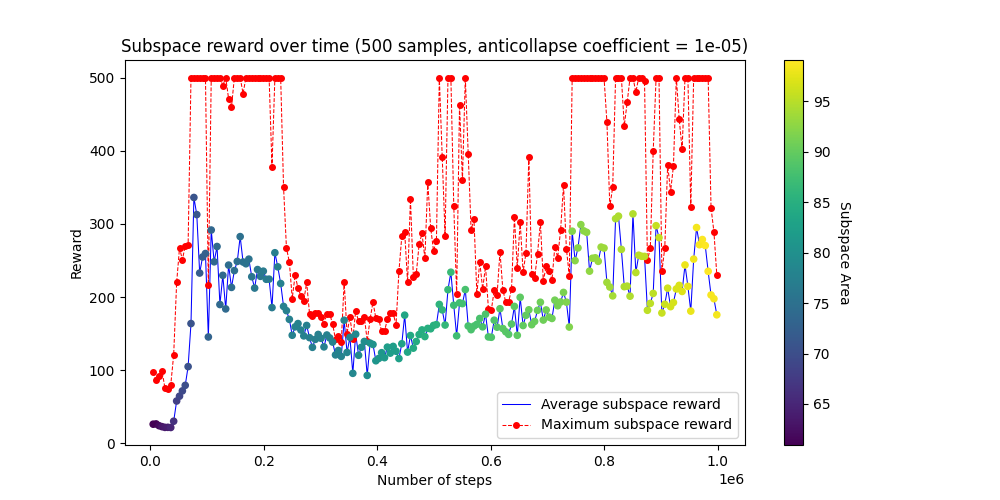 Subspace reward over time (500 samples, anticollapse coefficient = 1e-05)
Reward
500
400
300
200
100
0
0.0
0.2
0.4
0.6
0.8
1.0
1e6
Number of steps
Average subspace reward
Maximum subspace reward
95
90
85
80
75
70
65
Subspace Area